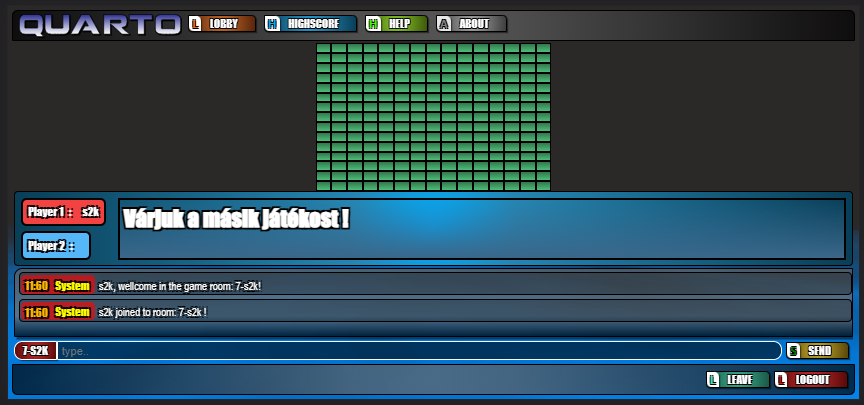 QUARTO L LOBBY H HIGHSCORE H HELP A ABOUT
Player 1 :: s2k
Várjuk a másik játékost !
Player 2 ::
11:60 System s2k, wellcome in the game room: 7-s2k!
11:60 System s2k joined to room: 7-s2k !
7-S2K type.. S SEND
L LEAVE L LOGOUT